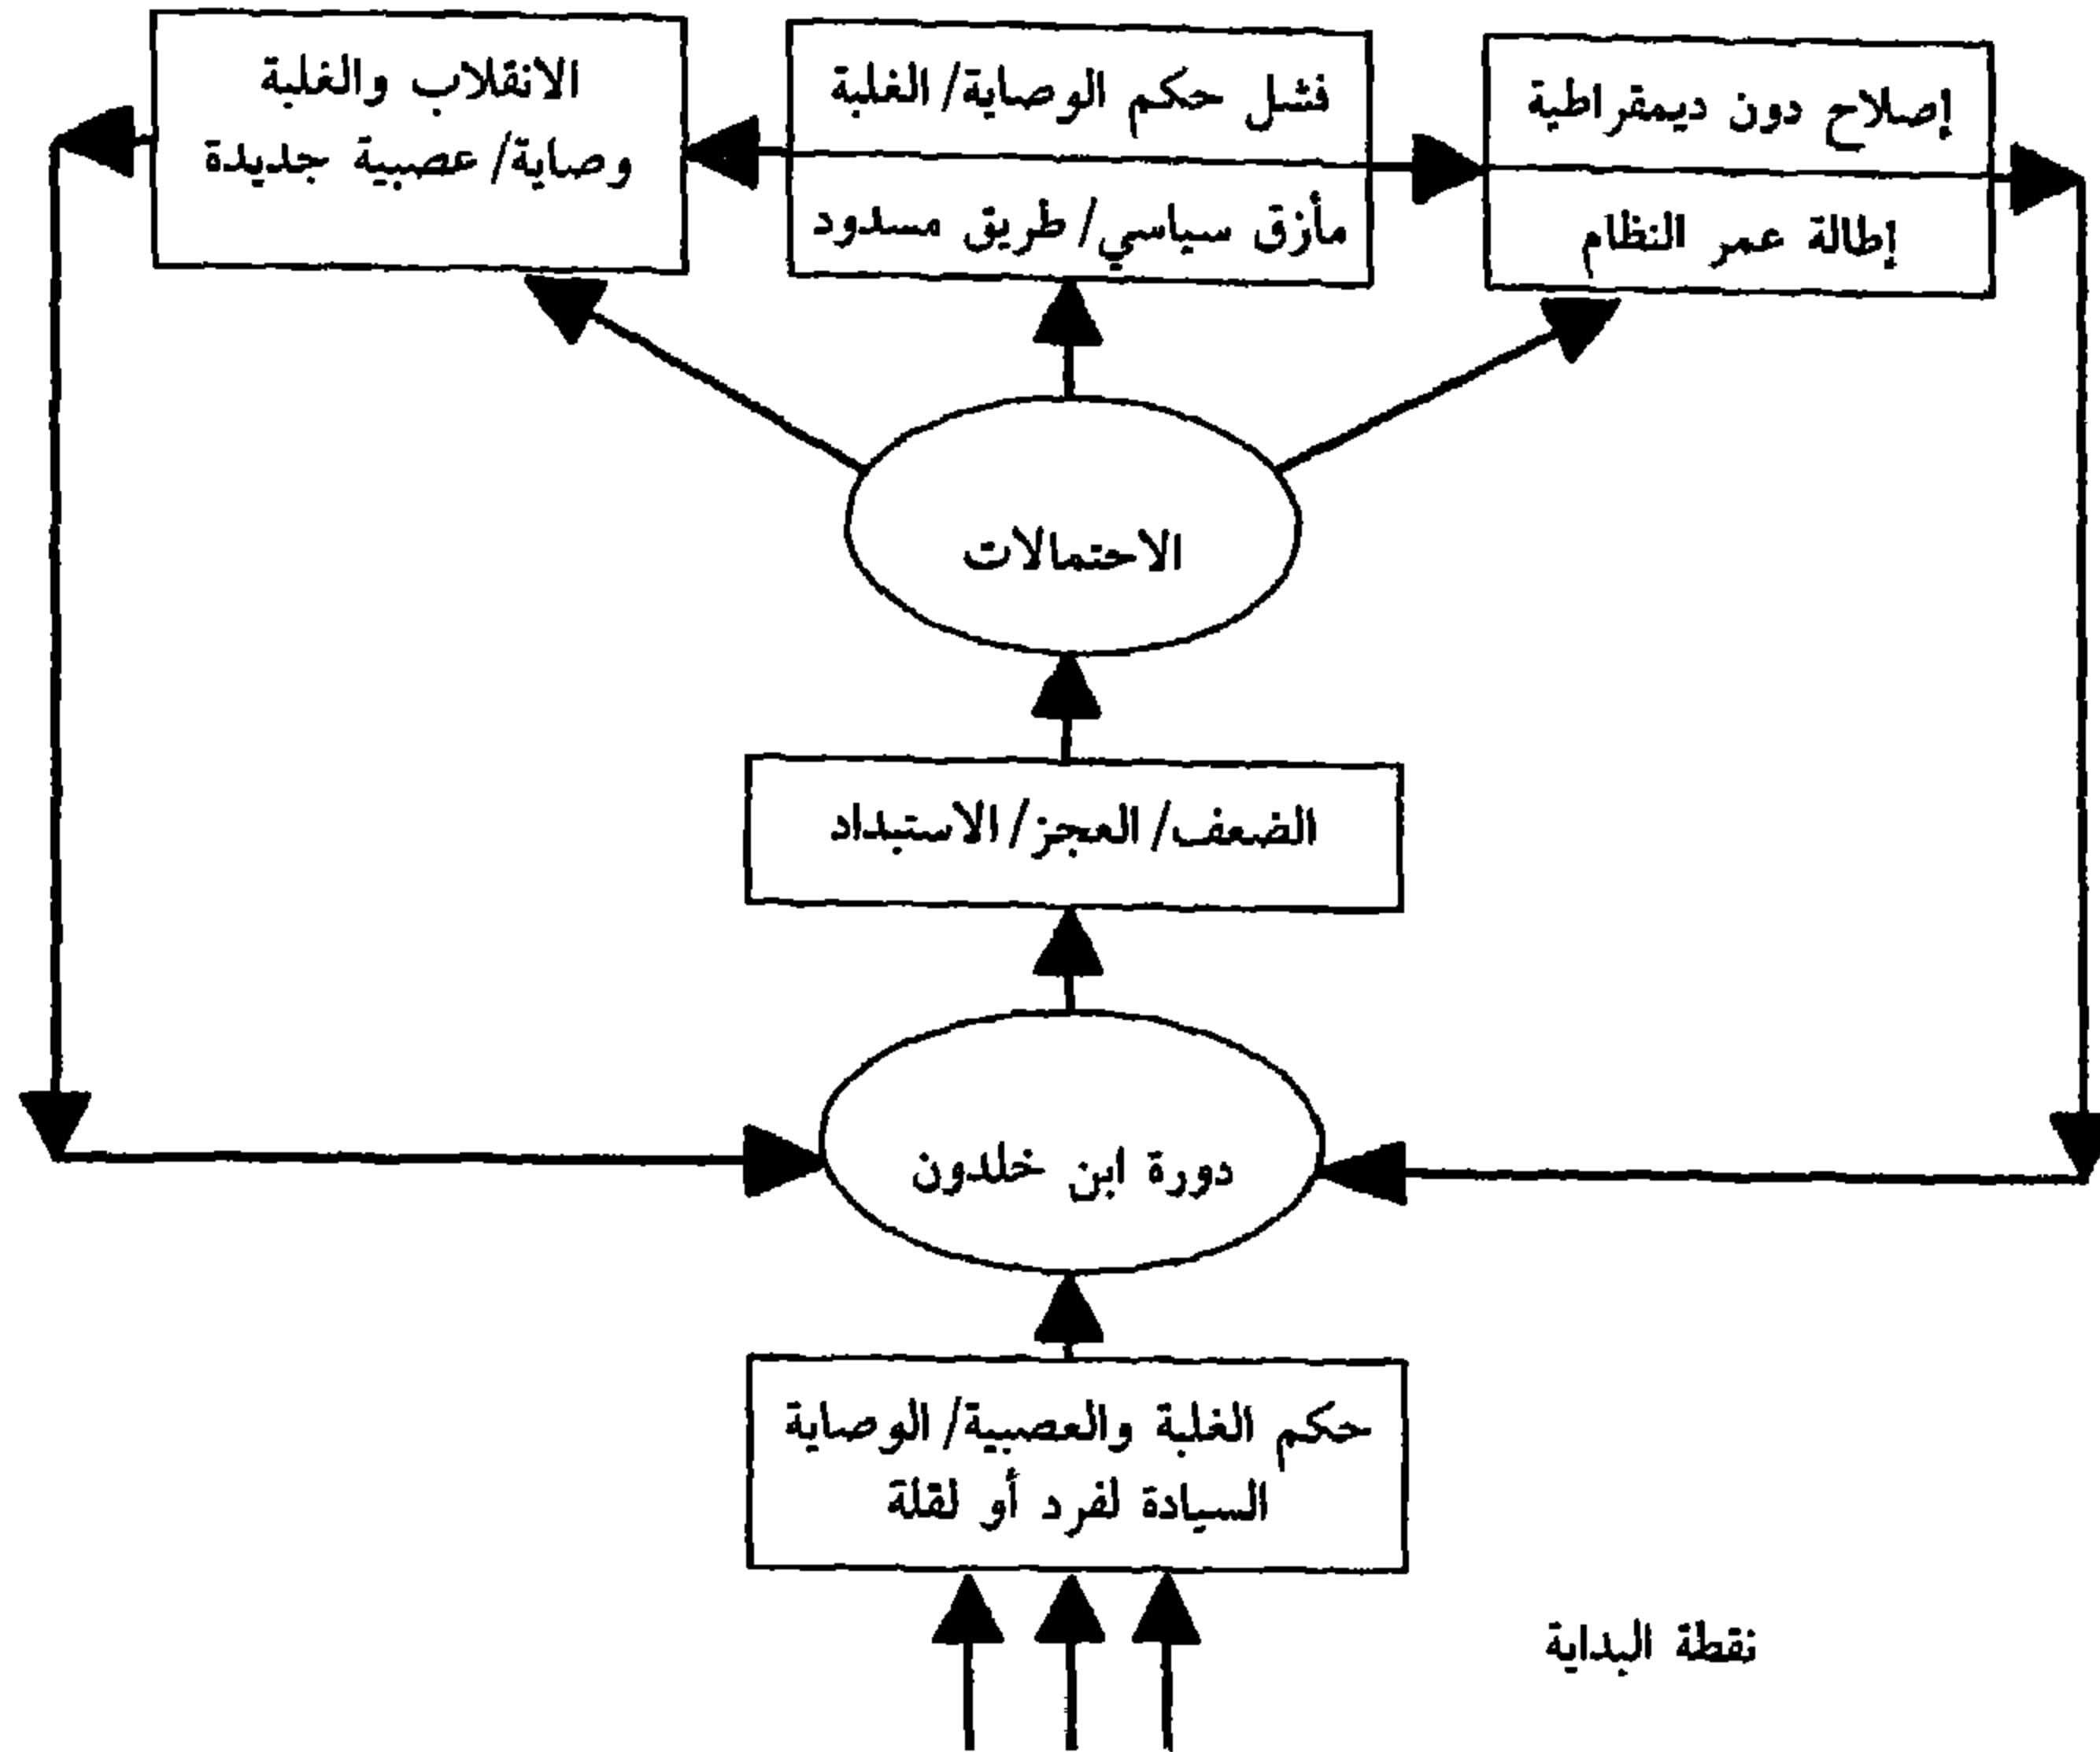 إصلاح دون ديمقراطية
إطالة عمر النظام
فشل حكم الوصاية/ الغلبة
مأزق سياسي/ طريق مسدود
الانقلاب والغلبة
وصاية/ عصبية جديدة
الاحتمالات
الضعف/ العجز/ الاستبداد
دورة ابن خلدون
حكم الغلبة والعصبية/ الوصاية
السيادة لفرد أو لقلة
نقطة البداية